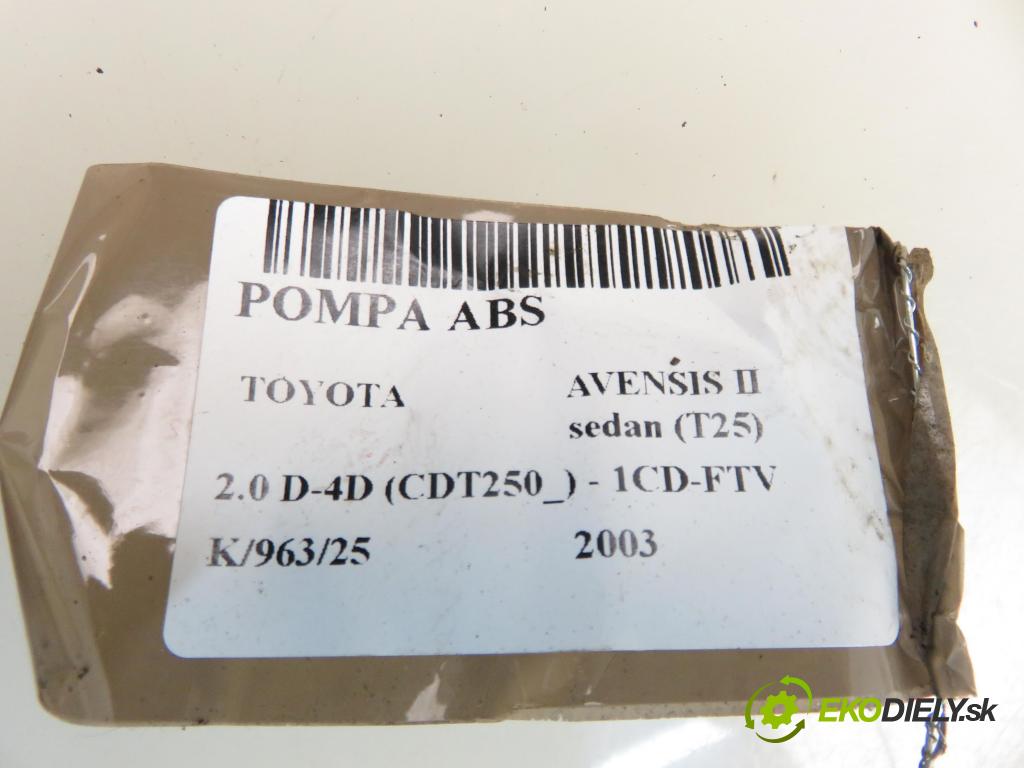 POMPA ABS
TOYOTA AVENSIS II
sedan (T25)
2.0 D-4D (CDT250_) - 1CD-FTV
K/963/25 2003
EKODIELY.sk